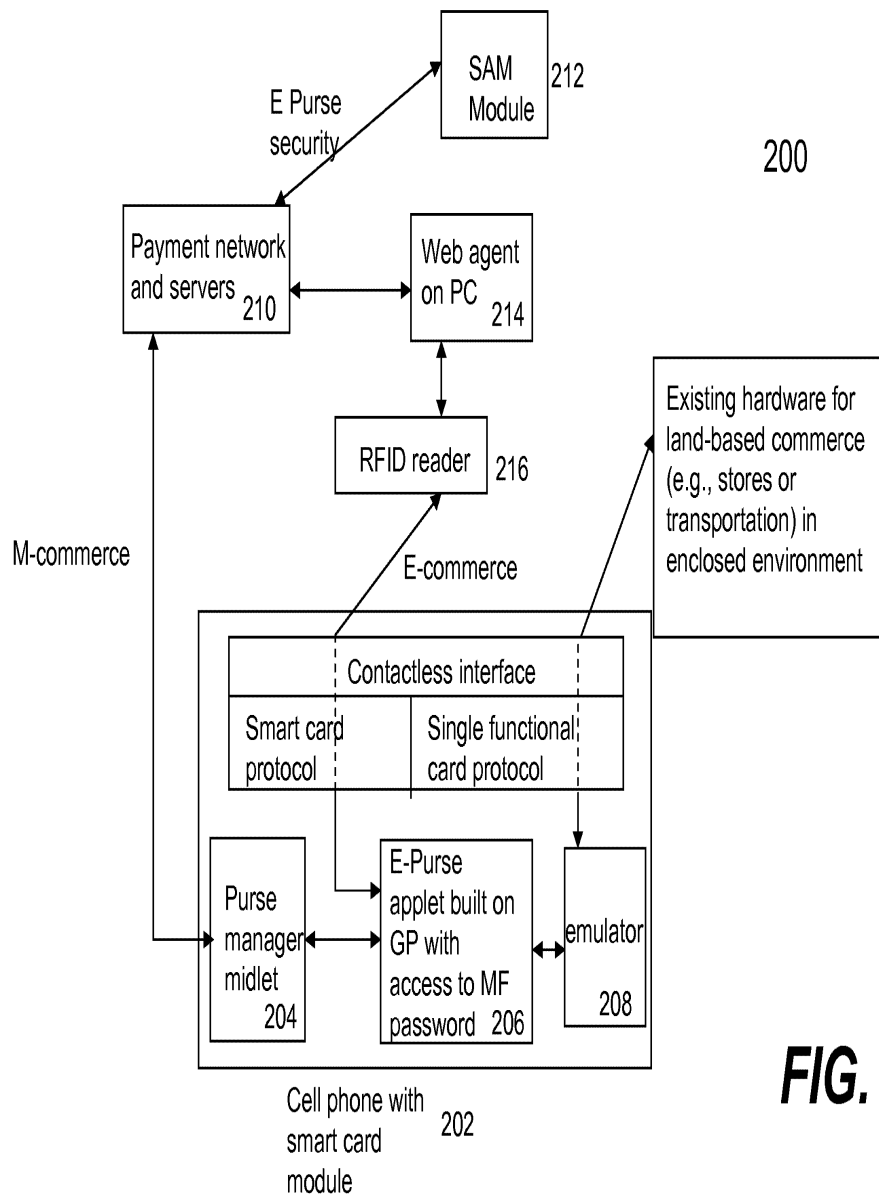 SAM
Module
212
E Purse
security
200
Payment network
and servers
210
Web agent
on PC
214
Existing hardware for
land-based commerce
(e.g., stores or
transportation) in
enclosed environment
RFID reader
216
M-commerce
E-commerce
Contactless interface
Smart card
protocol
Single functional
card protocol
Purse
manager
midlet
204
E-Purse
applet built on
GP with
access to MF
password
206
emulator
208
Cell phone with
smart card
module
202
FIG.